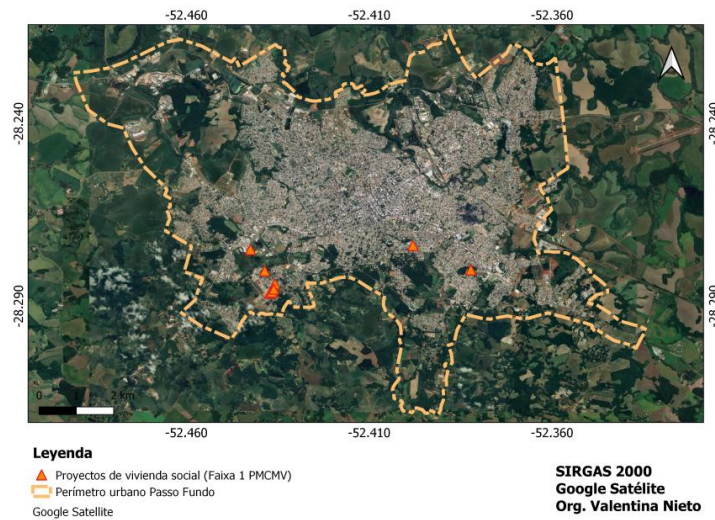 -52.460 -52.410 -52.360
-28.240 -28.240
-28.290 -28.290
0 1 2 km
-52.460 -52.410 -52.360
Leyenda
Proyectos de vivienda social (Faixa 1 PMCMV)
Perímetro urbano Passo Fundo
Google Satellite
SIRGAS 2000
Google Satélite
Org. Valentina Nieto